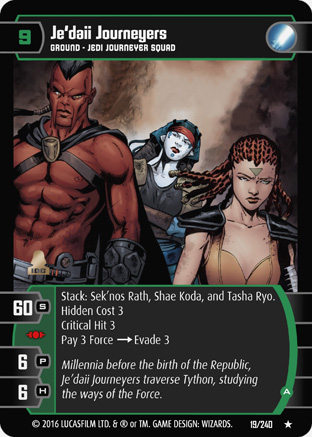 9
Je'daii Journeyers
GROUND - JEDI JOURNEYER SQUAD
60 S
6 P
6 H
Stack: Sek'nos Rath, Shae Koda, and Tasha Ryo.
Hidden Cost 3
Critical Hit 3
Pay 3 Force → Evade 3
Millennia before the birth of the Republic,
Je'daii Journeyers traverse Tython, studying
the ways of the Force.
A
© 2016 LUCASFILM LTD. & ® or TM. GAME DESIGN: WIZARDS. 19/240 ★